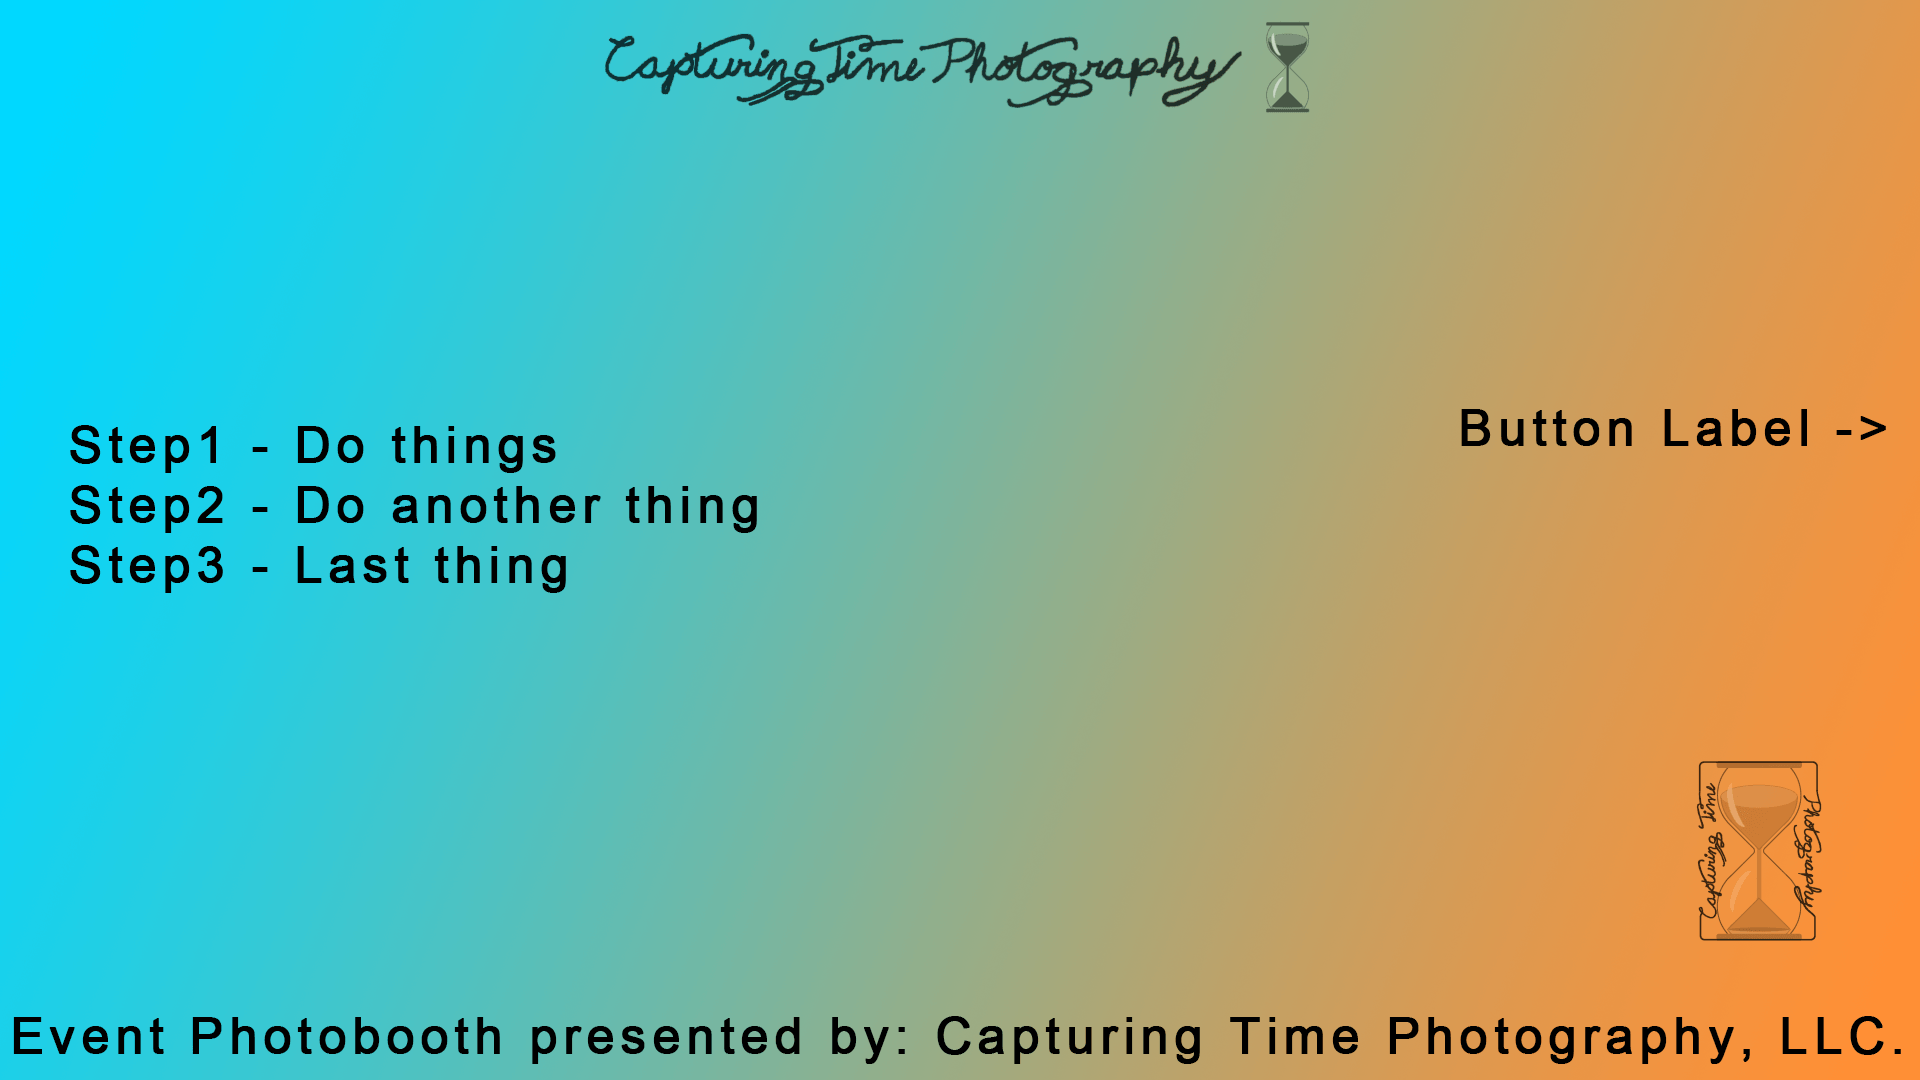 Capturing Time Photography
Step1 - Do things
Step2 - Do another thing
Step3 - Last thing
Button Label ->
Capturing Time
Photography
Event Photobooth presented by: Capturing Time Photography, LLC.